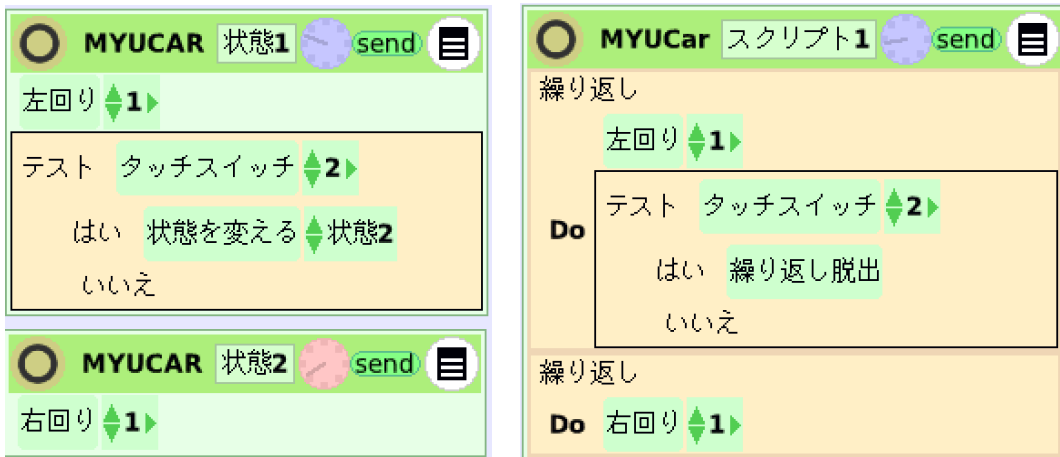 MYUCAR 状態1 send
左回り 1
テスト タッチスイッチ 2
はい 状態を変える 状態2
いいえ
MYUCAR 状態2 send
右回り 1
MYUCar スクリプト1 send
繰り返し
左回り 1
Do
テスト タッチスイッチ 2
はい 繰り返し脱出
いいえ
繰り返し
Do 右回り 1